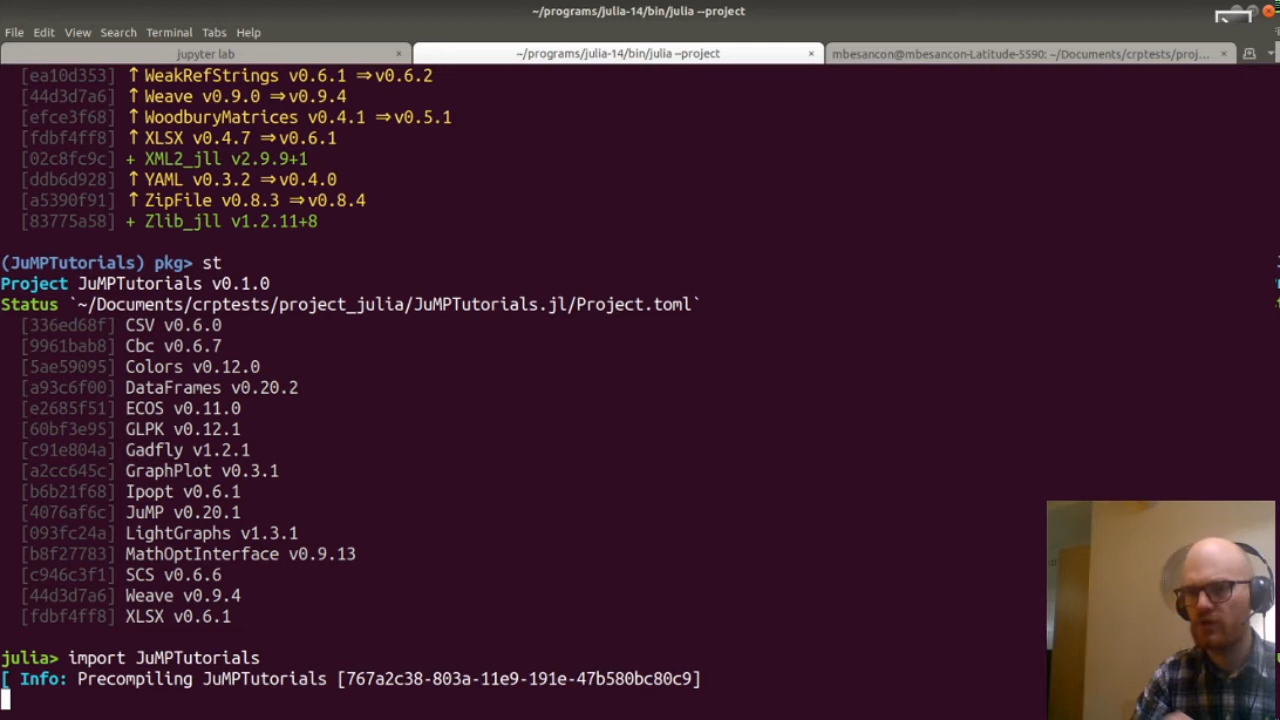 ~/programs/julia-14/bin/julia --project
File Edit View Search Terminal Tabs Help
jupyter lab × ~/programs/julia-14/bin/julia --project × mbesancon@mbesancon-Latitude-5590: ~/Documents/crptests/proj... ×
[ea10d353] ↑ WeakRefStrings v0.6.1 ⇒ v0.6.2
[44d3d7a6] ↑ Weave v0.9.0 ⇒ v0.9.4
[efce3f68] ↑ WoodburyMatrices v0.4.1 ⇒ v0.5.1
[fdbf4ff8] ↑ XLSX v0.4.7 ⇒ v0.6.1
[02c8fc9c] + XML2_jll v2.9.9+1
[ddb6d928] ↑ YAML v0.3.2 ⇒ v0.4.0
[a5390f91] ↑ ZipFile v0.8.3 ⇒ v0.8.4
[83775a58] + Zlib_jll v1.2.11+8
(JuMPTutorials) pkg> st
Project JuMPTutorials v0.1.0
Status `~/Documents/crptests/project_julia/JuMPTutorials.jl/Project.toml`
[336ed68f] CSV v0.6.0
[9961bab8] Cbc v0.6.7
[5ae59095] Colors v0.12.0
[a93c6f00] DataFrames v0.20.2
[e2685f51] ECOS v0.11.0
[60bf3e95] GLPK v0.12.1
[c91e804a] Gadfly v1.2.1
[a2cc645c] GraphPlot v0.3.1
[b6b21f68] Ipopt v0.6.1
[4076af6c] JuMP v0.20.1
[093fc24a] LightGraphs v1.3.1
[b8f27783] MathOptInterface v0.9.13
[c946c3f1] SCS v0.6.6
[44d3d7a6] Weave v0.9.4
[fdbf4ff8] XLSX v0.6.1
julia> import JuMPTutorials
[ Info: Precompiling JuMPTutorials [767a2c38-803a-11e9-191e-47b580bc80c9]